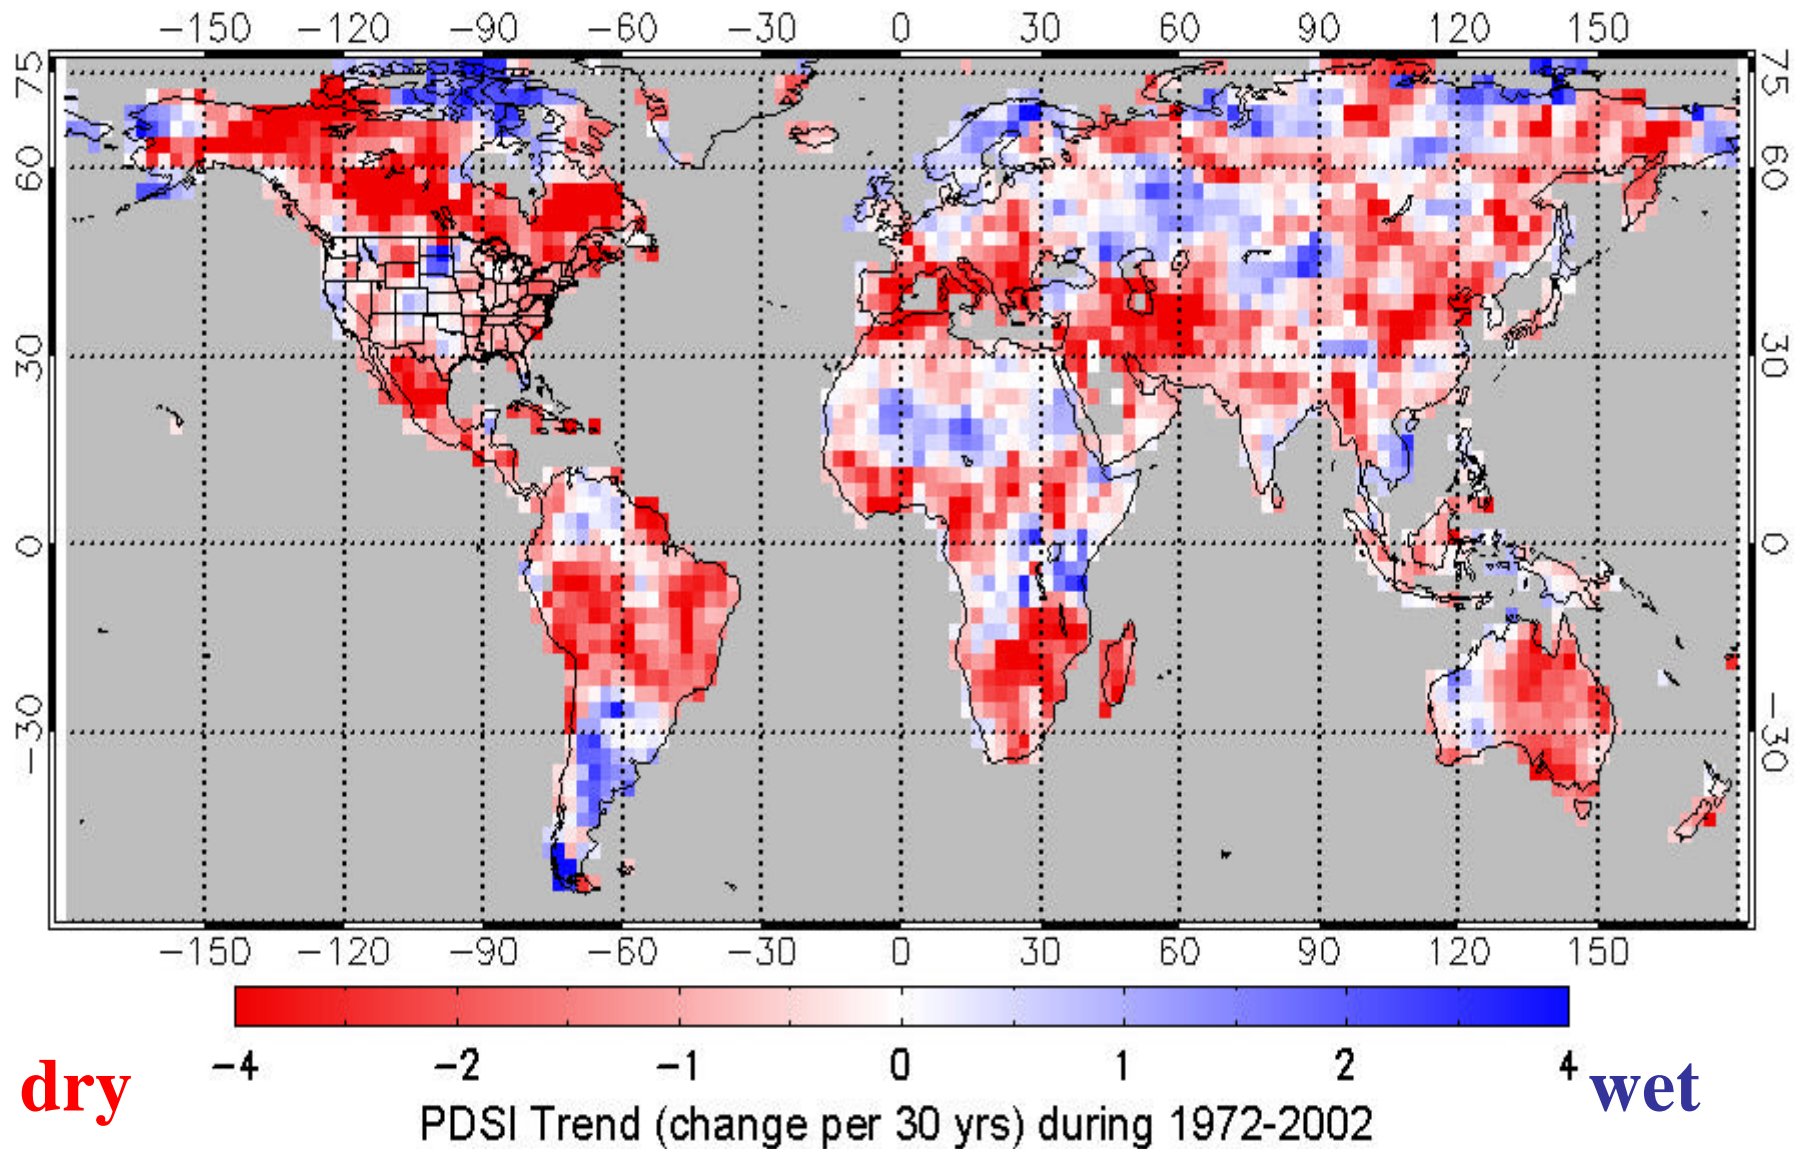 −150 −120 −90 −60 −30 0 30 60 90 120 150
75 75
60 60
30 30
0 0
−30 −30
−150 −120 −90 −60 −30 0 30 60 90 120 150
dry −4 −2 −1 0 1 2 4 wet
PDSI Trend (change per 30 yrs) during 1972-2002